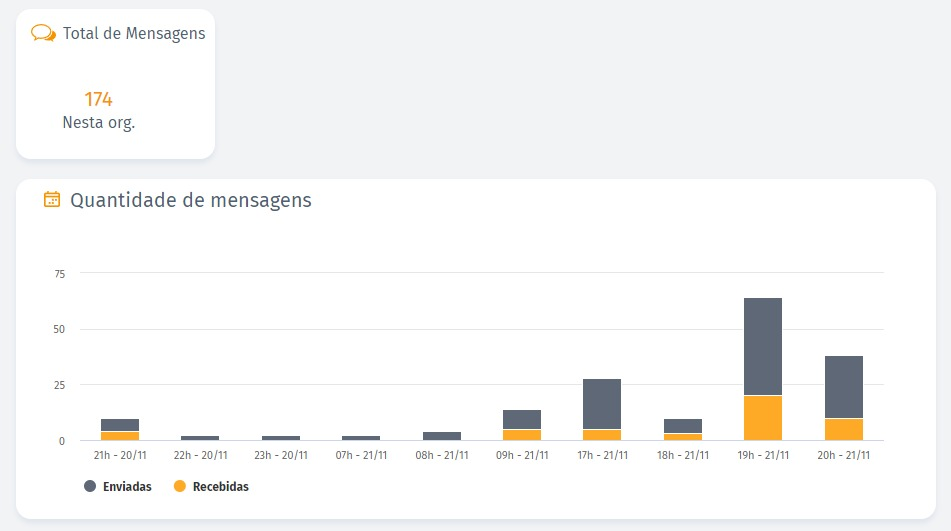 Total de Mensagens
174
Nesta org.
Quantidade de mensagens
75
50
25
0
21h - 20/11 22h - 20/11 23h - 20/11 07h - 21/11 08h - 21/11 09h - 21/11 17h - 21/11 18h - 21/11 19h - 21/11 20h - 21/11
Enviadas Recebidas